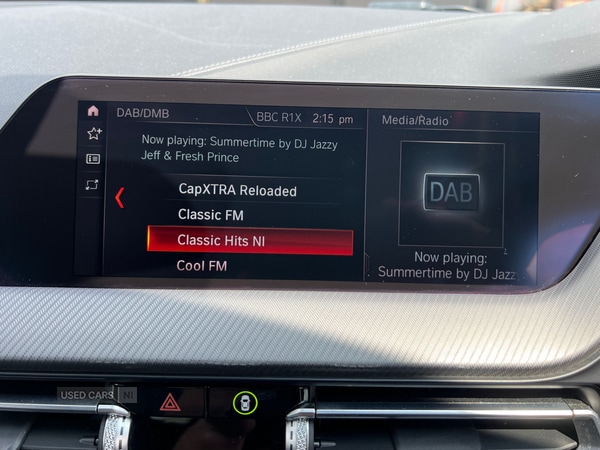 DAB/DMB
BBC R1X 2:15 pm
Now playing: Summertime by DJ Jazzy
Jeff & Fresh Prince
CapXTRA Reloaded
Classic FM
Classic Hits NI
Cool FM
Media/Radio
DAB
Now playing:
Summertime by DJ Jazz
USED CARS NI